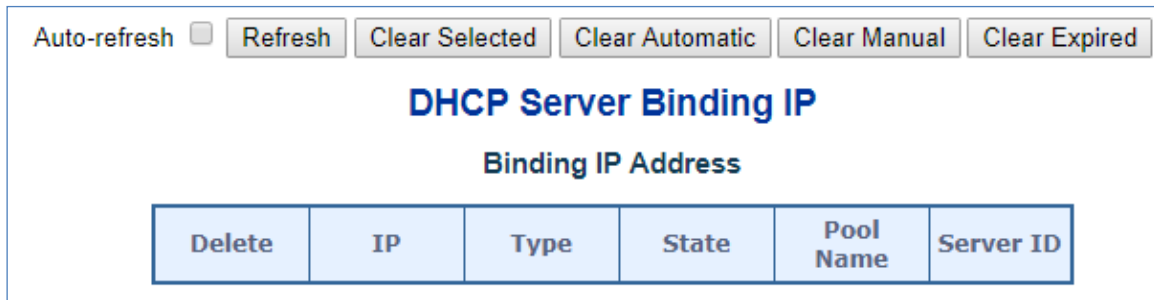 Auto-refresh Refresh Clear Selected Clear Automatic Clear Manual Clear Expired
DHCP Server Binding IP
Binding IP Address
Delete IP Type State Pool Name Server ID